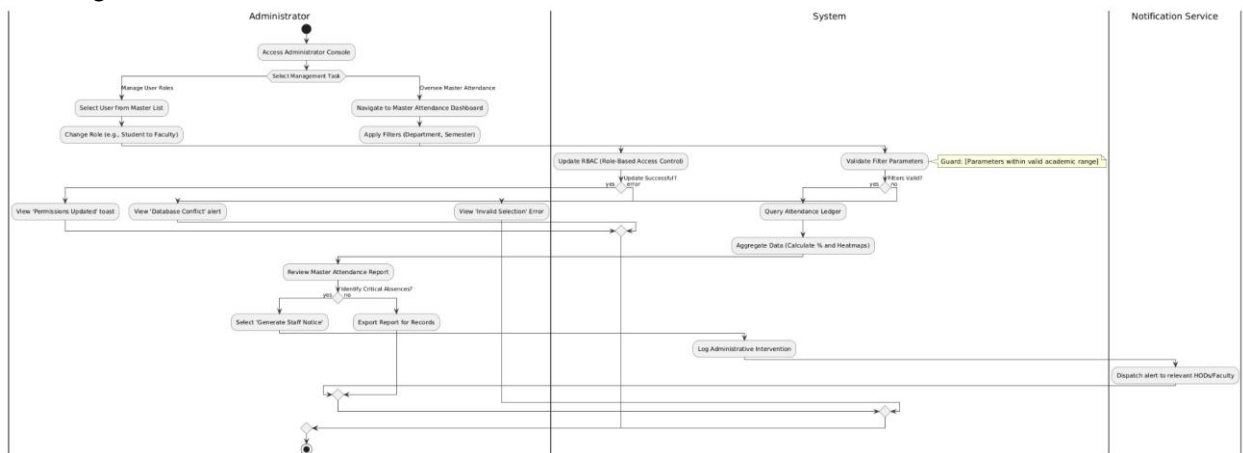 Administrator
System
Notification Service
Access Administrator Console
Select Management Task
Manage User Roles
Oversee Master Attendance
Select User from Master List
Navigate to Master Attendance Dashboard
Change Role (e.g., Student to Faculty)
Apply Filters (Department, Semester)
Update RBAC (Role-Based Access Control)
Validate Filter Parameters
Guard: [Parameters within valid academic range]
Update Successful?
yes
error
Filters Valid?
yes
no
View 'Permissions Updated' toast
View 'Database Conflict' alert
View 'Invalid Selection' Error
Query Attendance Ledger
Aggregate Data (Calculate % and Heatmaps)
Review Master Attendance Report
Identify Critical Absences?
yes
no
Select 'Generate Staff Notice'
Export Report for Records
Log Administrative Intervention
Dispatch alert to relevant HODs/Faculty